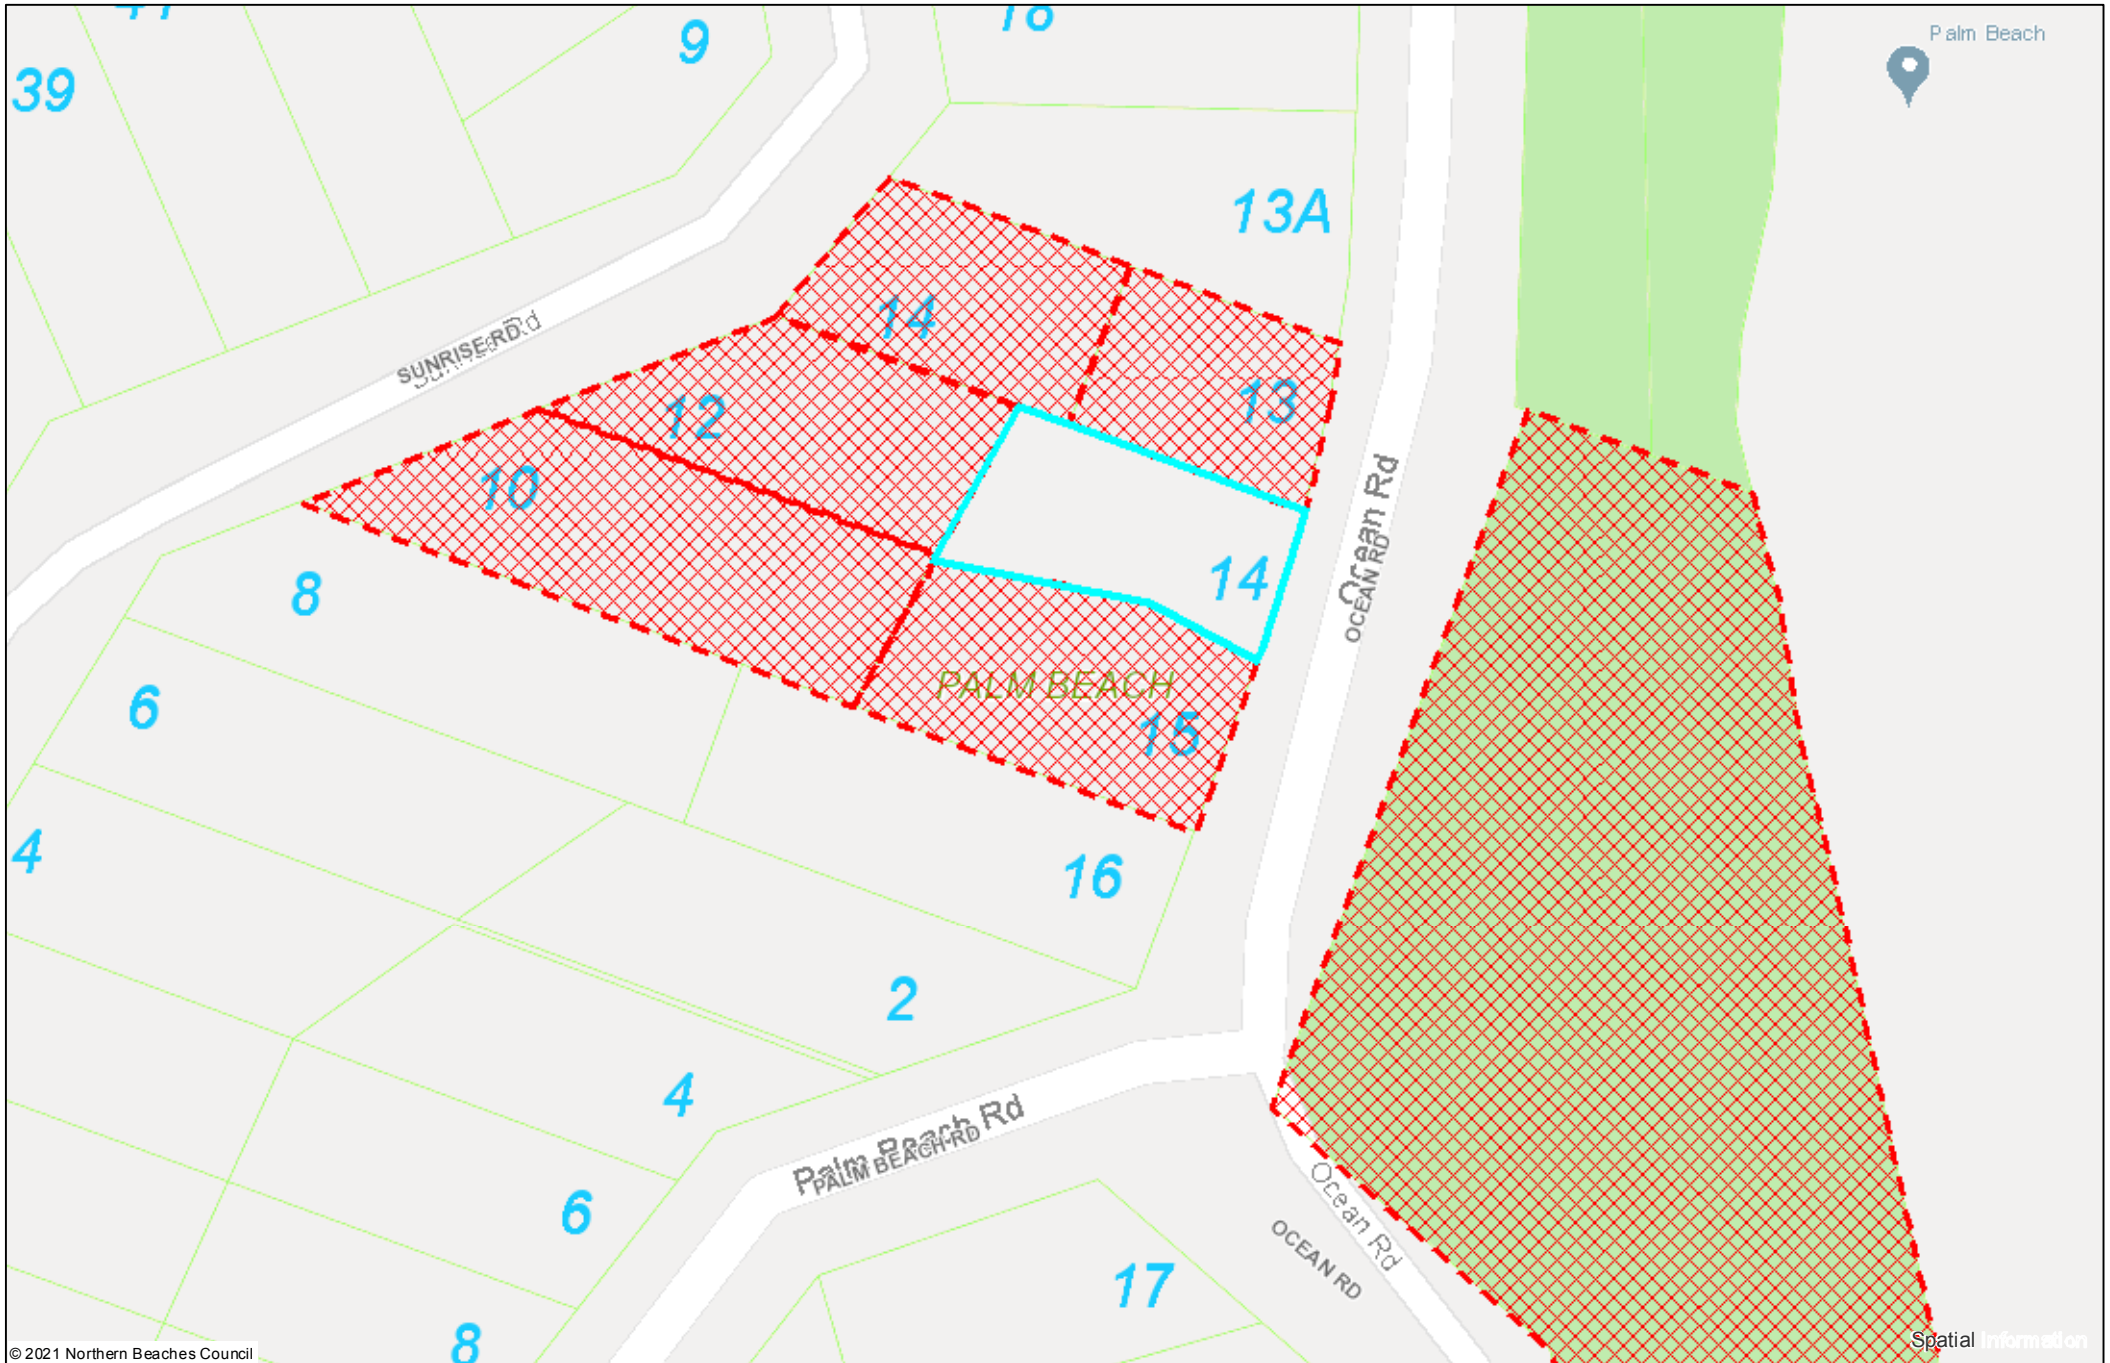 18
Palm Beach
9
39
13A
14
13
SUNRISE RD
12
10
Ocean Rd
OCEAN RD
14
8
PALM BEACH
6
15
4
16
2
4
Palm Beach Rd
PALM BEACH RD
Ocean Rd
6
OCEAN RD
17
8
Spatial Information
© 2021 Northern Beaches Council